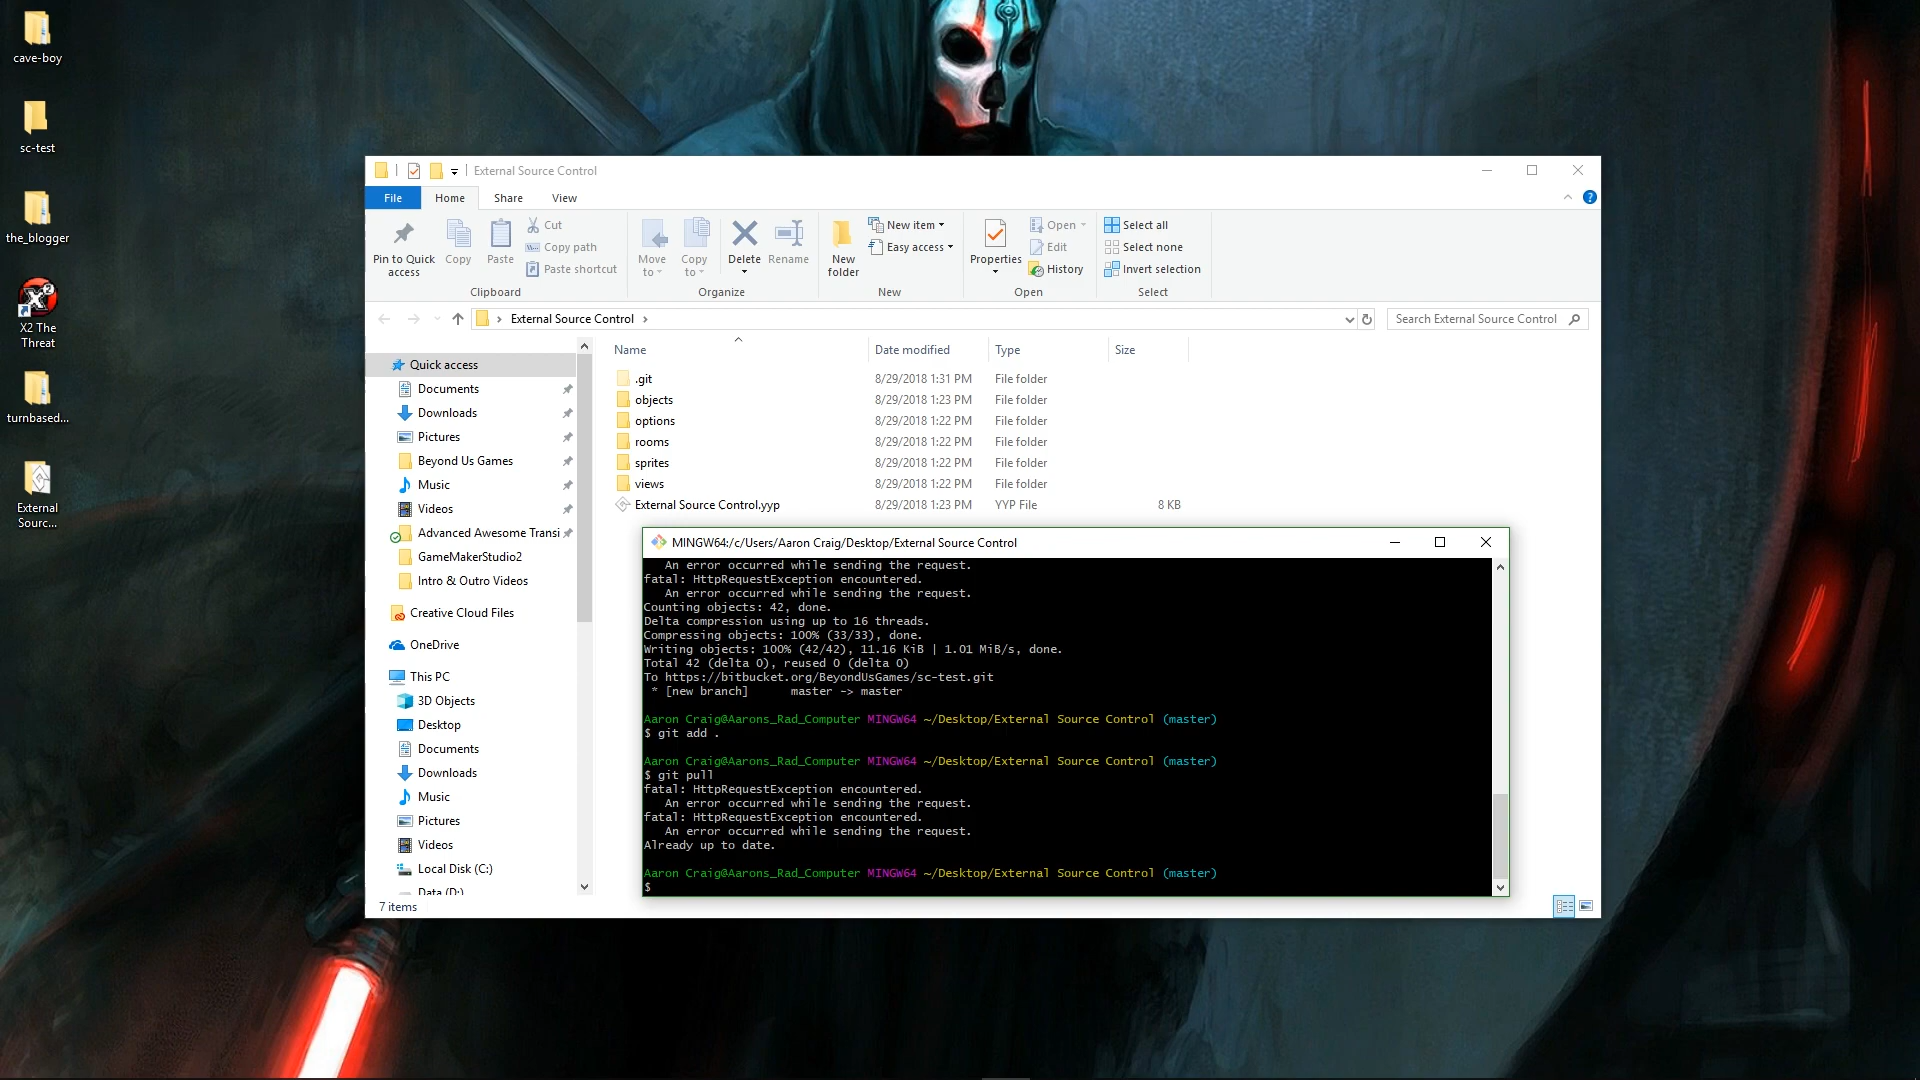 cave-boy
sc-test
the_blogger
X2 The
Threat
turnbased...
External
Sourc...
External Source Control
File Home Share View
Pin to Quick
access
Copy
Paste
Cut
Copy path
Paste shortcut
Clipboard
Move
to
Copy
to
Delete
Rename
Organize
New
folder
New item
Easy access
New
Properties
Open
Edit
History
Open
Select all
Select none
Invert selection
Select
External Source Control
Search External Source Control
Quick access
Documents
Downloads
Pictures
Beyond Us Games
Music
Videos
Advanced Awesome Transi
GameMakerStudio2
Intro & Outro Videos
Creative Cloud Files
OneDrive
This PC
3D Objects
Desktop
Documents
Downloads
Music
Pictures
Videos
Local Disk (C:)
Data (D:)
7 items
Name Date modified Type Size
.git 8/29/2018 1:31 PM File folder
objects 8/29/2018 1:23 PM File folder
options 8/29/2018 1:22 PM File folder
rooms 8/29/2018 1:22 PM File folder
sprites 8/29/2018 1:22 PM File folder
views 8/29/2018 1:22 PM File folder
External Source Control.yyp 8/29/2018 1:23 PM YYP File 8 KB
MINGW64:/c/Users/Aaron Craig/Desktop/External Source Control
An error occurred while sending the request.
fatal: HttpRequestException encountered.
An error occurred while sending the request.
Counting objects: 42, done.
Delta compression using up to 16 threads.
Compressing objects: 100% (33/33), done.
Writing objects: 100% (42/42), 11.16 KiB | 1.01 MiB/s, done.
Total 42 (delta 0), reused 0 (delta 0)
To https://bitbucket.org/BeyondUsGames/sc-test.git
* [new branch] master -> master
Aaron Craig@Aarons_Rad_Computer MINGW64 ~/Desktop/External Source Control (master)
$ git add .
Aaron Craig@Aarons_Rad_Computer MINGW64 ~/Desktop/External Source Control (master)
$ git pull
fatal: HttpRequestException encountered.
An error occurred while sending the request.
fatal: HttpRequestException encountered.
An error occurred while sending the request.
Already up to date.
Aaron Craig@Aarons_Rad_Computer MINGW64 ~/Desktop/External Source Control (master)
$